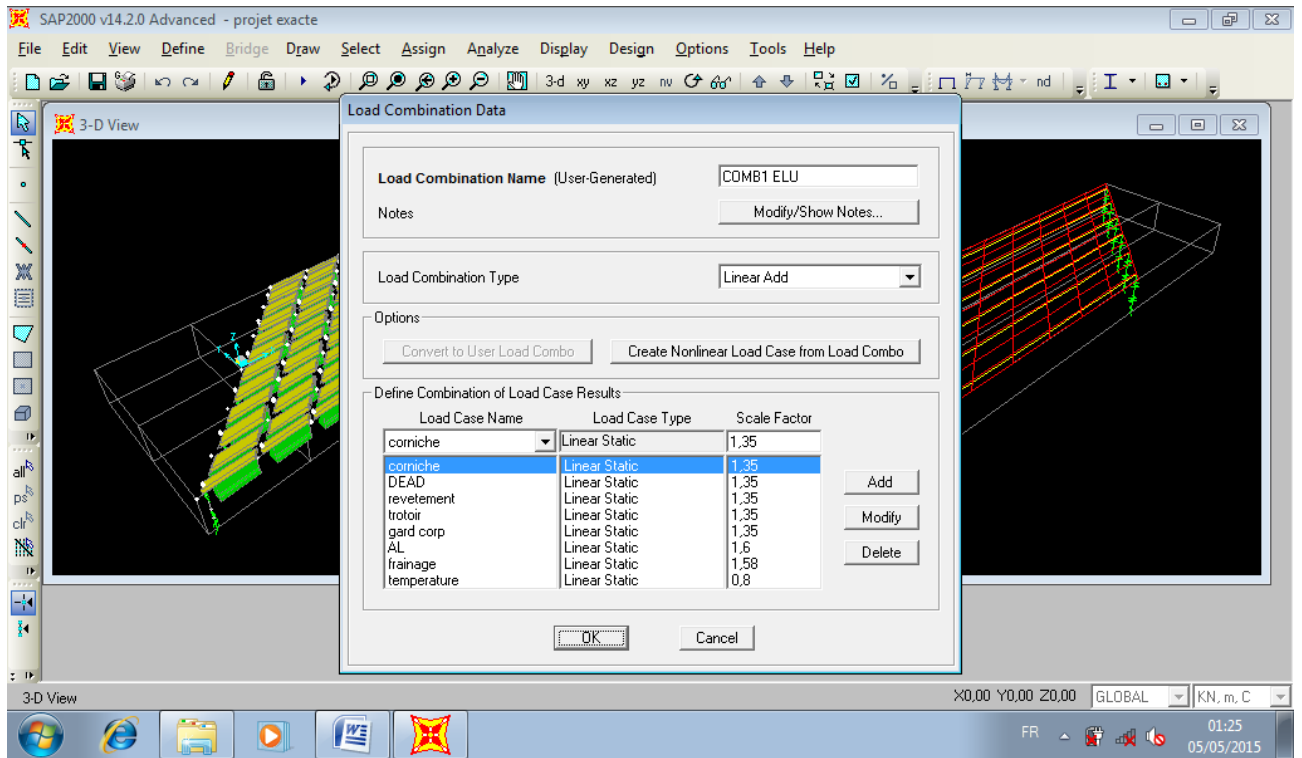 SAP2000 v14.2.0 Advanced - projet exacte
File Edit View Define Bridge Draw Select Assign Analyze Display Design Options Tools Help
3-d xy xz yz nv nd
3-D View
Load Combination Data
Load Combination Name (User-Generated) COMB1 ELU
Notes Modify/Show Notes...
Load Combination Type Linear Add
Options
Convert to User Load Combo Create Nonlinear Load Case from Load Combo
Define Combination of Load Case Results
Load Case Name Load Case Type Scale Factor
corniche Linear Static 1,35
corniche Linear Static 1,35
DEAD Linear Static 1,35
revetement Linear Static 1,35
trotoir Linear Static 1,35
gard corp Linear Static 1,35
AL Linear Static 1,6
frainage Linear Static 1,58
temperature Linear Static 0,8
Add
Modify
Delete
OK Cancel
all
ps
clr
Z
3-D View X0,00 Y0,00 Z0,00 GLOBAL KN, m, C
FR 01:25
05/05/2015